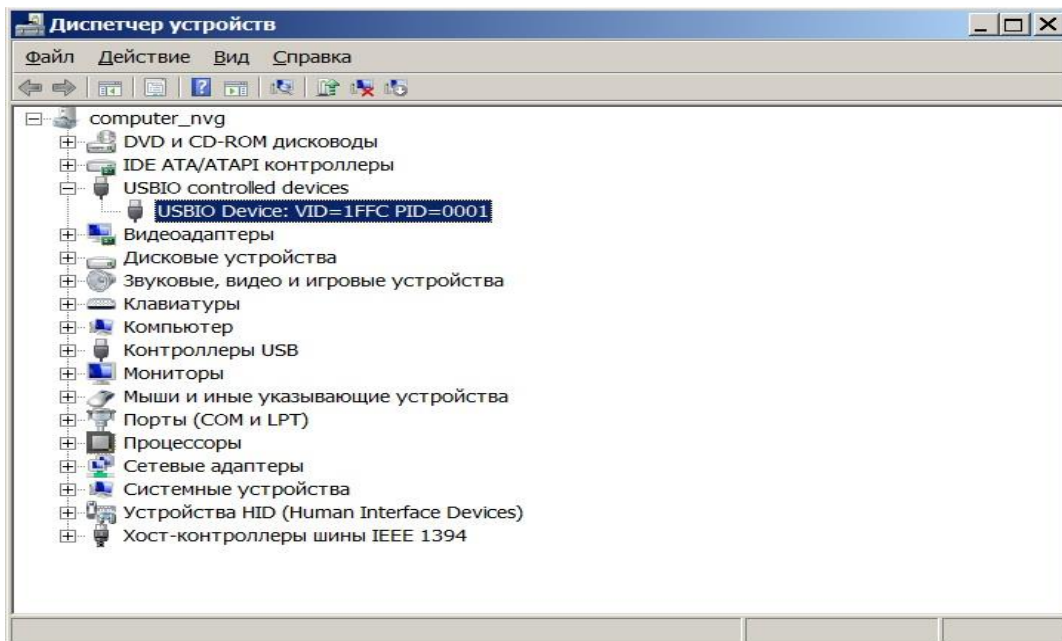 Диспетчер устройств
Файл Действие Вид Справка
computer_nvg
DVD и CD-ROM дисководы
IDE ATA/ATAPI контроллеры
USBIO controlled devices
USBIO Device: VID=1FFC PID=0001
Видеоадаптеры
Дисковые устройства
Звуковые, видео и игровые устройства
Клавиатуры
Компьютер
Контроллеры USB
Мониторы
Мыши и иные указывающие устройства
Порты (COM и LPT)
Процессоры
Сетевые адаптеры
Системные устройства
Устройства HID (Human Interface Devices)
Хост-контроллеры шины IEEE 1394